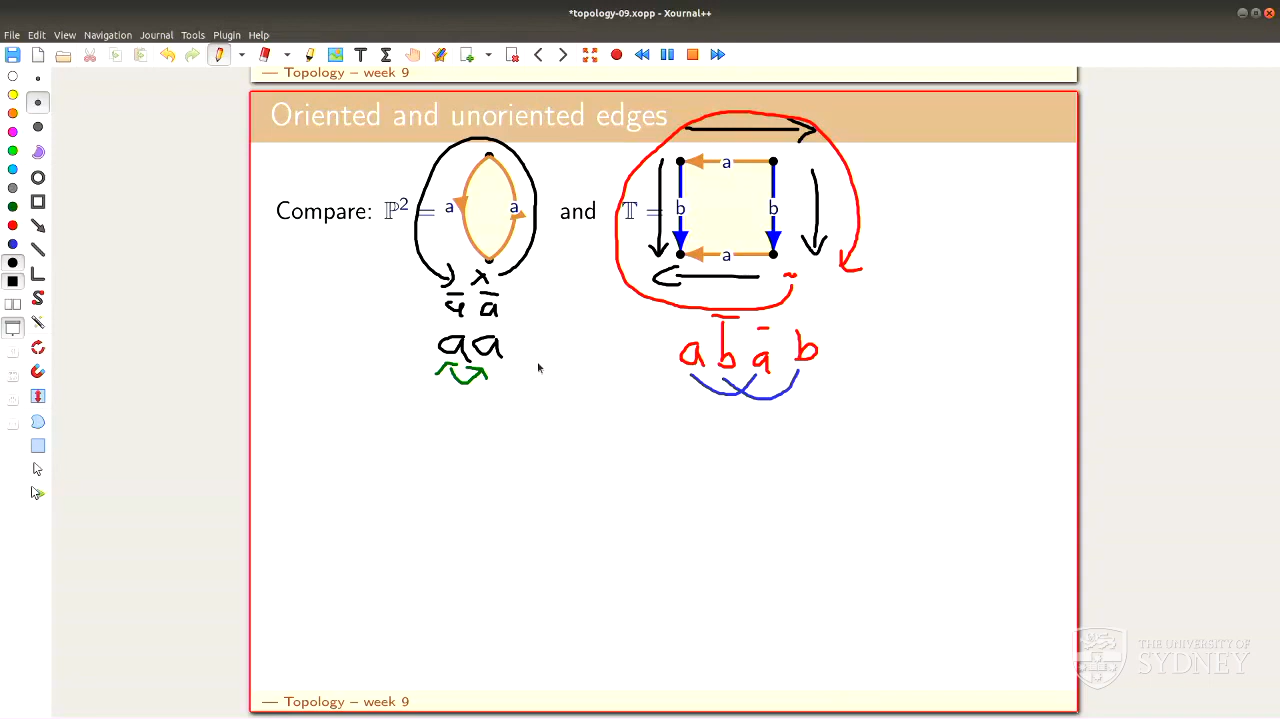 *topology-09.xopp - Xournal++
File Edit View Navigation Journal Tools Plugin Help
— Topology – week 9
Oriented and unoriented edges
Compare: ℙ² = a a and 𝕋 = a b b a
a̅ a̅
a a
a b̅ a̅ b
— Topology – week 9
THE UNIVERSITY OF
SYDNEY